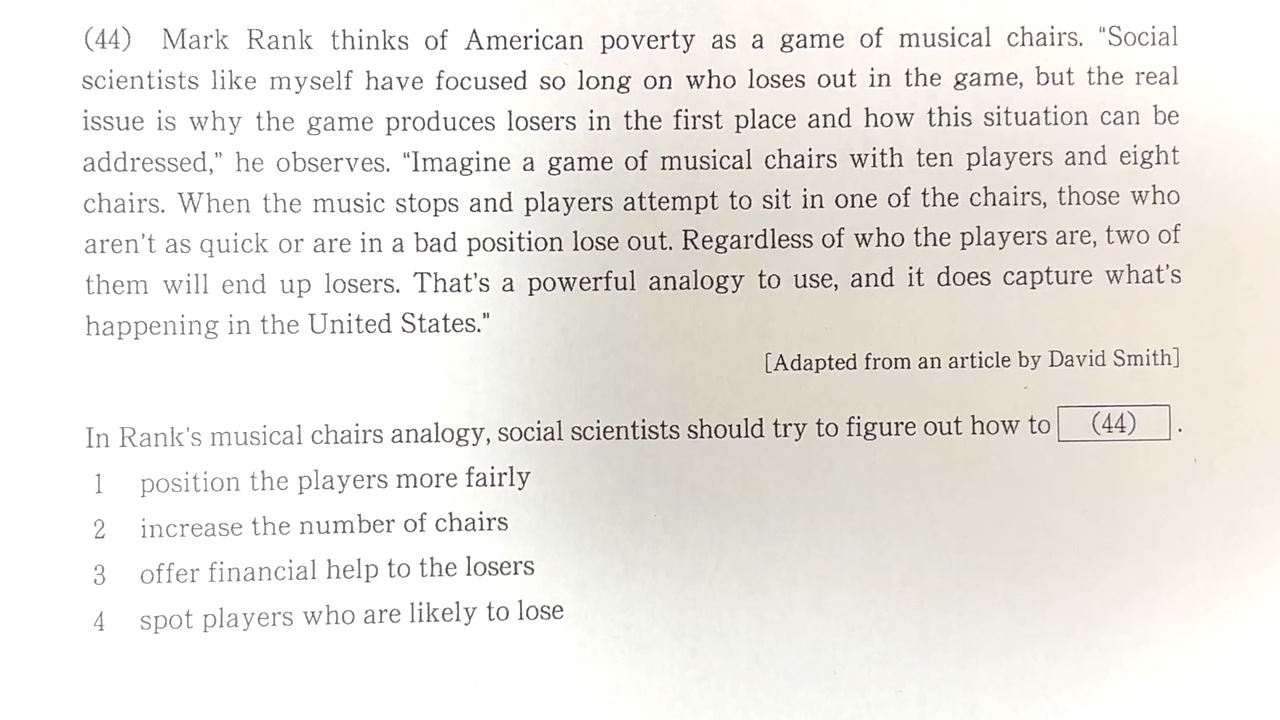 (44) Mark Rank thinks of American poverty as a game of musical chairs. “Social
scientists like myself have focused so long on who loses out in the game, but the real
issue is why the game produces losers in the first place and how this situation can be
addressed,” he observes. “Imagine a game of musical chairs with ten players and eight
chairs. When the music stops and players attempt to sit in one of the chairs, those who
aren't as quick or are in a bad position lose out. Regardless of who the players are, two of
them will end up losers. That's a powerful analogy to use, and it does capture what's
happening in the United States.”
[Adapted from an article by David Smith]
In Rank's musical chairs analogy, social scientists should try to figure out how to (44) .
1 position the players more fairly
2 increase the number of chairs
3 offer financial help to the losers
4 spot players who are likely to lose